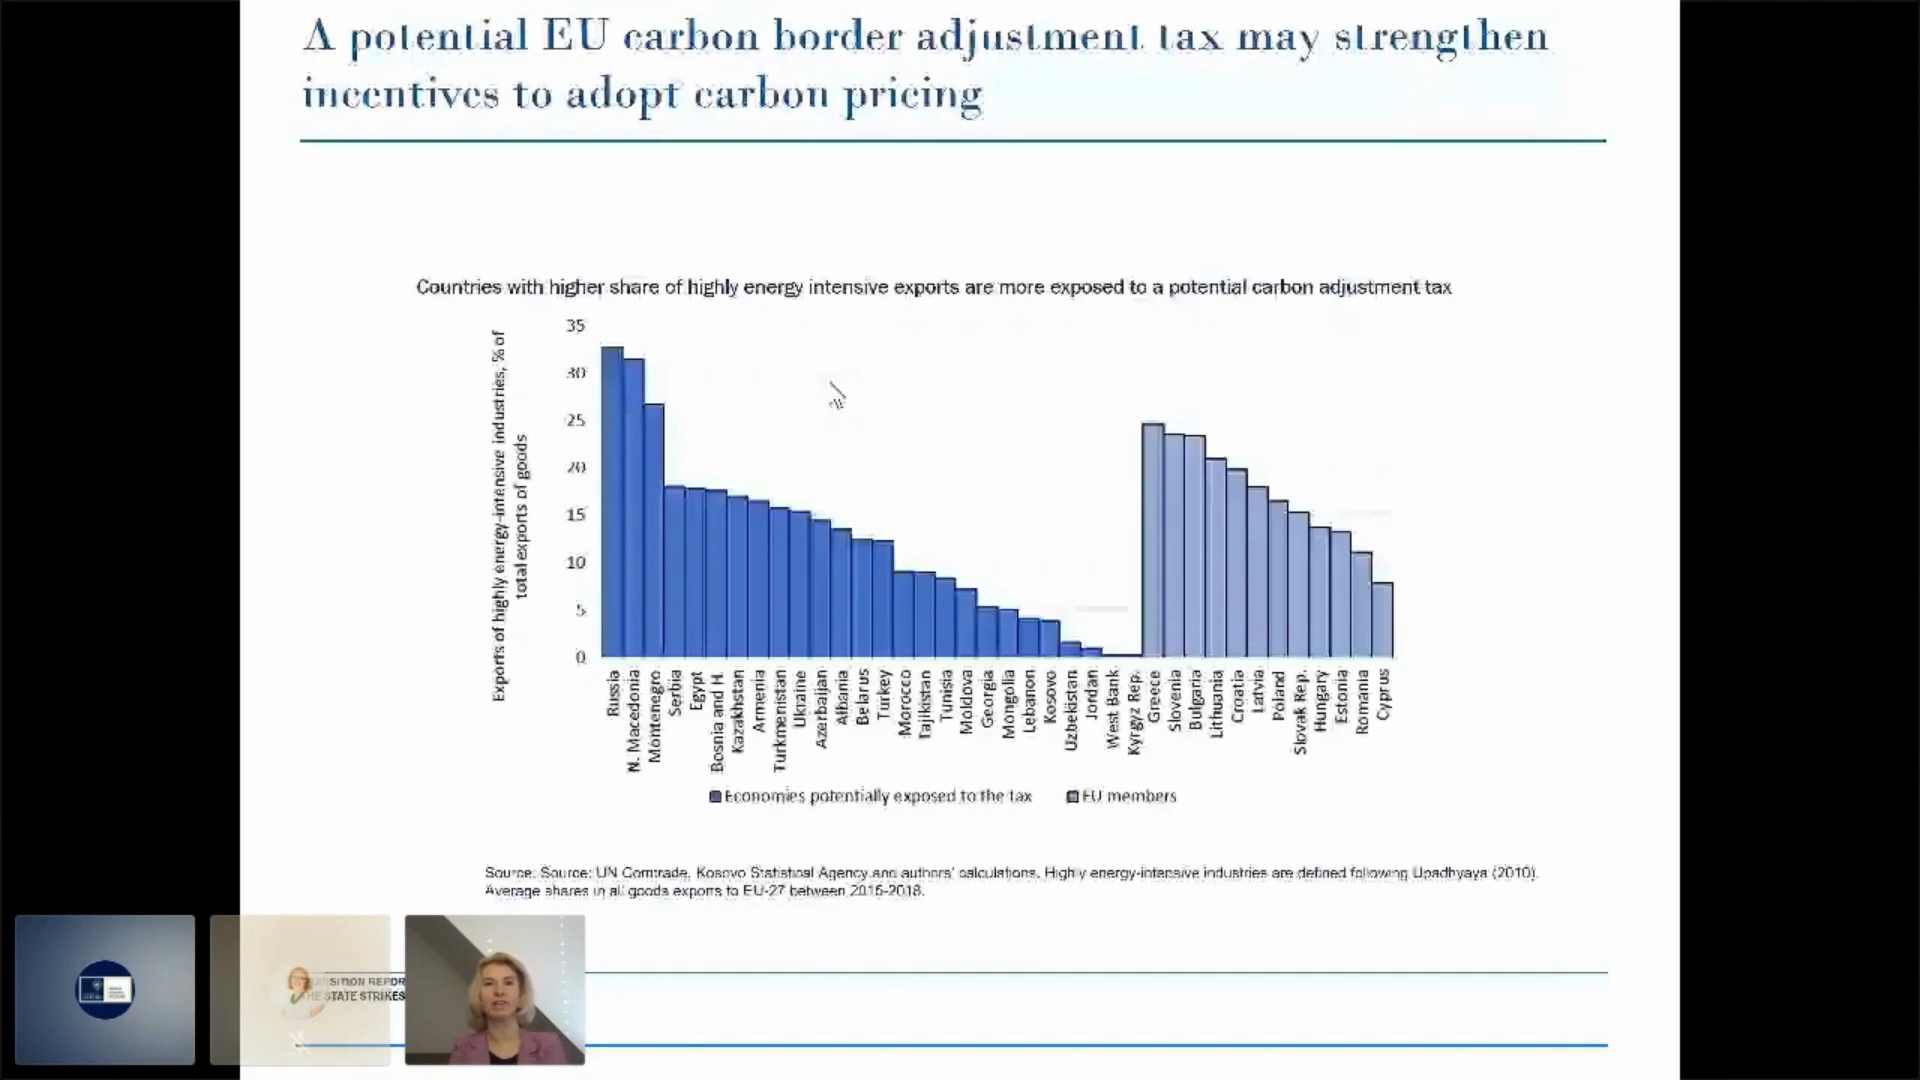 A potential EU carbon border adjustment tax may strengthen
incentives to adopt carbon pricing
Countries with higher share of highly energy intensive exports are more exposed to a potential carbon adjustment tax
Exports of highly energy-intensive industries, % of
total exports of goods
35
30
25
20
15
10
5
0
Russia
N. Macedonia
Montenegro
Serbia
Egypt
Bosnia and H.
Kazakhstan
Armenia
Turkmenistan
Ukraine
Azerbaijan
Albania
Belarus
Turkey
Morocco
Tajikistan
Tunisia
Moldova
Georgia
Mongolia
Lebanon
Kosovo
Uzbekistan
Jordan
West Bank
Kyrgyz Rep.
Greece
Slovenia
Bulgaria
Lithuania
Croatia
Latvia
Poland
Slovak Rep.
Hungary
Estonia
Romania
Cyprus
Economies potentially exposed to the tax
EU members
Source: Source: UN Comtrade, Kosovo Statistical Agency and authors' calculations. Highly energy-intensive industries are defined following Upadhyaya (2010).
Average shares in all goods exports to EU-27 between 2015-2018.
SITION REPOR
THE STATE STRIKES